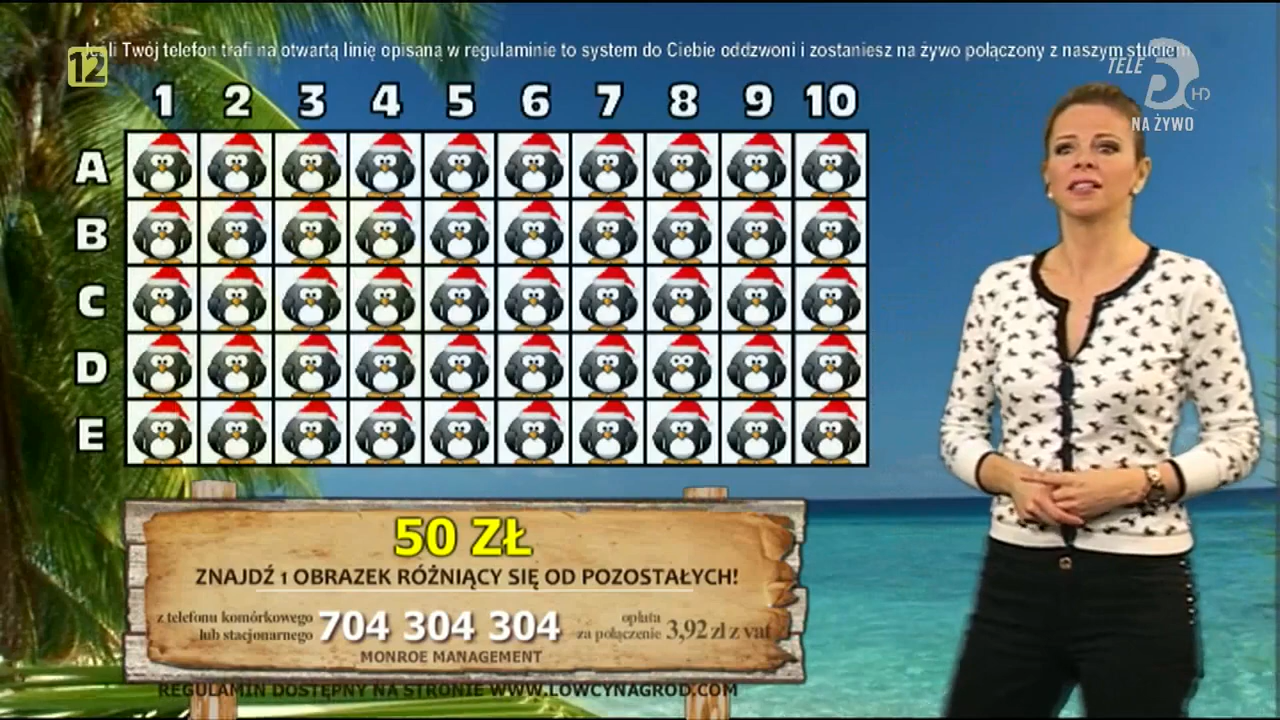 Twój telefon trafi na otwartą linię opisaną w regulaminie to system do Ciebie oddzwoni i zostaniesz na żywo połączony z naszym studiem
12
TELE 5 HD
NA ŻYWO
1 2 3 4 5 6 7 8 9 10
A
B
C
D
E
50 ZŁ
ZNAJDŹ 1 OBRAZEK RÓŻNIĄCY SIĘ OD POZOSTAŁYCH!
z telefonu komórkowego
lub stacjonarnego
704 304 304
opłata
za połączenie
3,92 zł z vat
MONROE MANAGEMENT
REGULAMIN DOSTĘPNY NA STRONIE WWW.LOWCYNAGROD.COM